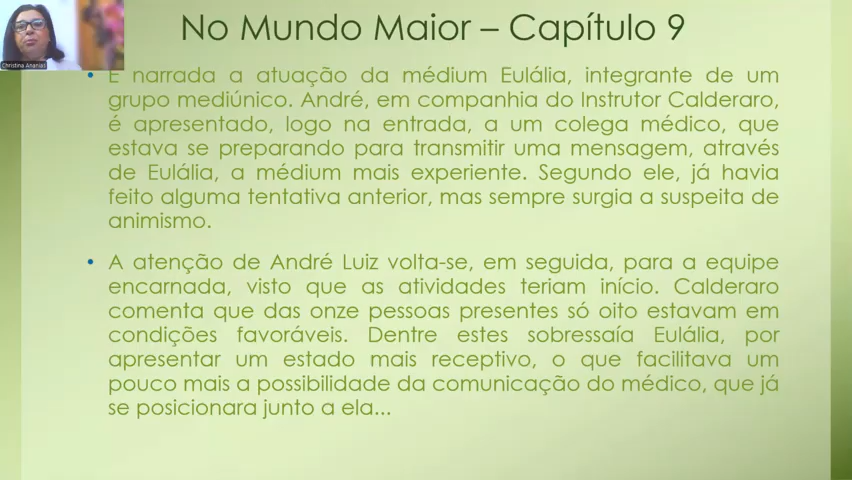 No Mundo Maior – Capítulo 9
Christina Ananias
• É narrada a atuação da médium Eulália, integrante de um
grupo mediúnico. André, em companhia do Instrutor Calderaro,
é apresentado, logo na entrada, a um colega médico, que
estava se preparando para transmitir uma mensagem, através
de Eulália, a médium mais experiente. Segundo ele, já havia
feito alguma tentativa anterior, mas sempre surgia a suspeita de
animismo.
• A atenção de André Luiz volta-se, em seguida, para a equipe
encarnada, visto que as atividades teriam início. Calderaro
comenta que das onze pessoas presentes só oito estavam em
condições favoráveis. Dentre estes sobressaía Eulália, por
apresentar um estado mais receptivo, o que facilitava um
pouco mais a possibilidade da comunicação do médico, que já
se posicionara junto a ela...